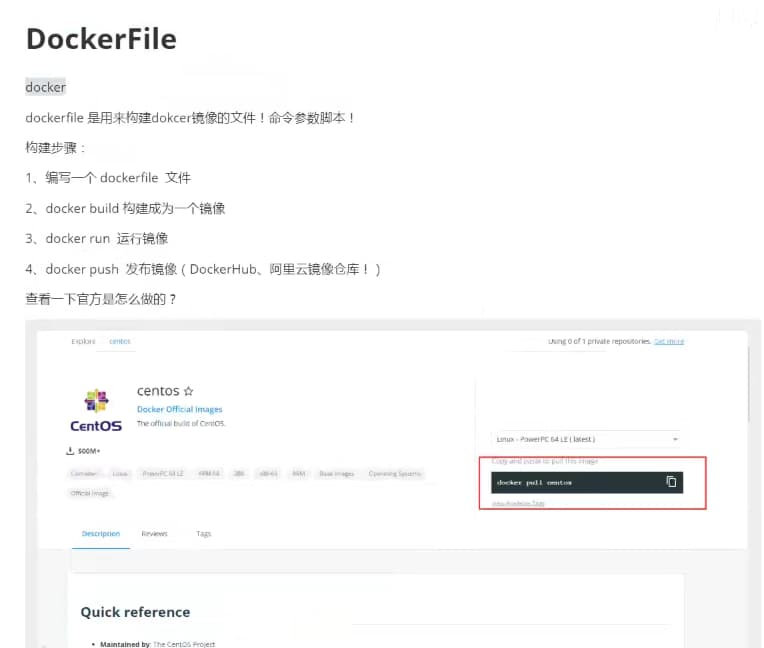 DockerFile
docker
dockerfile 是用来构建dokcer镜像的文件！命令参数脚本！
构建步骤：
1、编写一个 dockerfile 文件
2、docker build 构建成为一个镜像
3、docker run 运行镜像
4、docker push 发布镜像（DockerHub、阿里云镜像仓库！）
查看一下官方是怎么做的？
Explore centos
Using 0 of 1 private repositories. Get more
centos ☆
Docker Official Images
CentOS
The official build of CentOS.
500M+
Container Linux PowerPC 64 LE ARM 64 386 x86-64 ARM Base Images Operating Systems
Official Image
Linux - PowerPC 64 LE ( latest )
Copy and paste to pull this image
docker pull centos
View Available Tags
Description Reviews Tags
Quick reference
• Maintained by: The CentOS Project